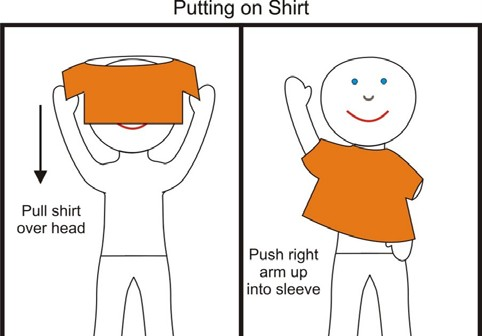 Putting on Shirt
Pull shirt
over head
Push right
arm up
into sleeve